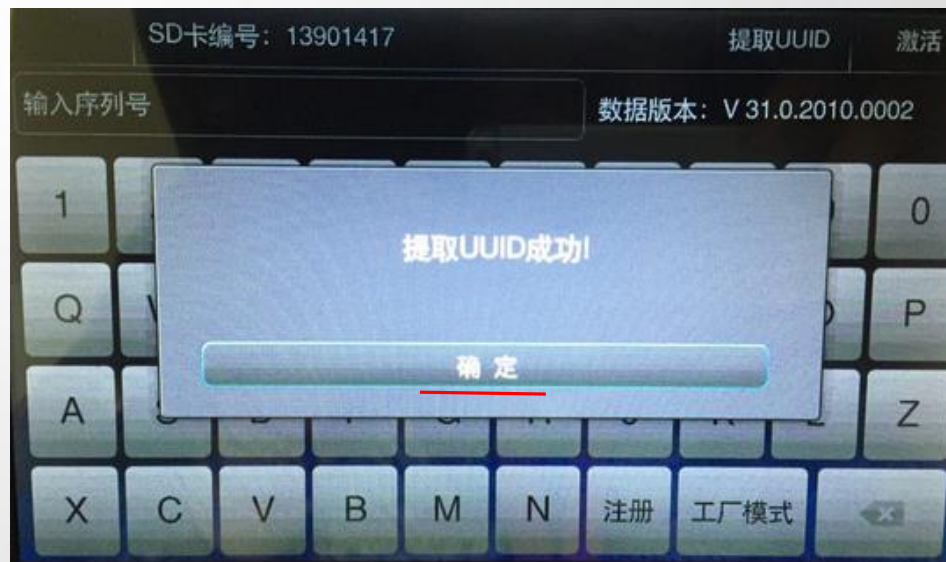 SD卡编号：13901417 提取UUID 激活
输入序列号 数据版本：V 31.0.2010.0002
1 0
提取UUID成功!
Q P
确 定
A Z
X C V B M N 注册 工厂模式